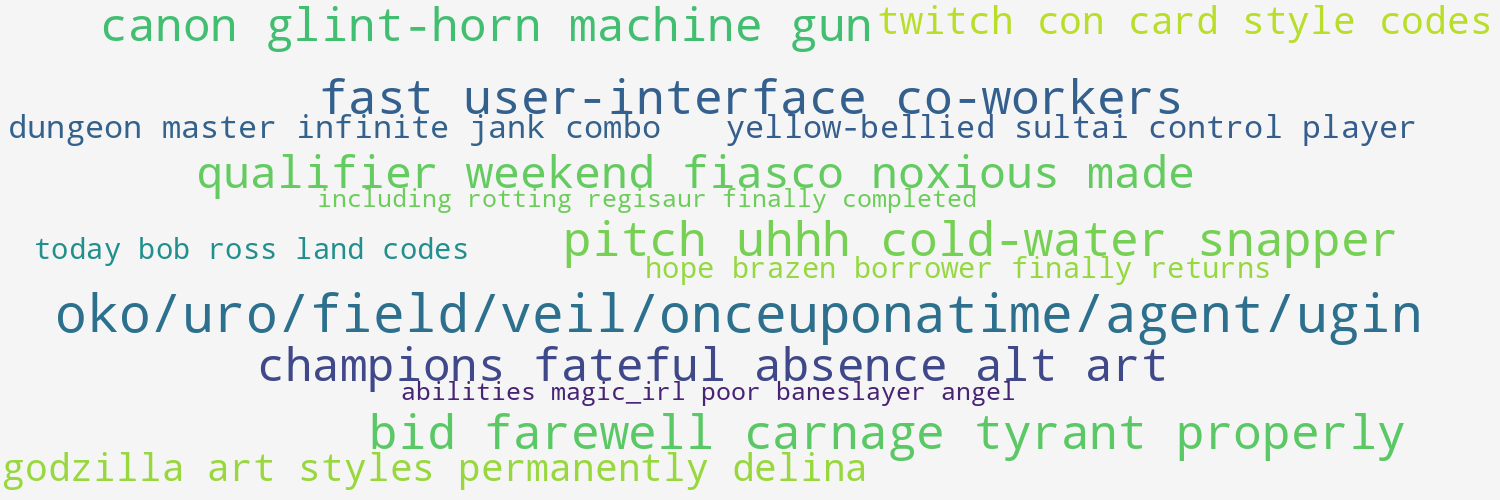 canon glint-horn machine gun
twitch con card style codes
fast user-interface co-workers
dungeon master infinite jank combo
yellow-bellied sultai control player
qualifier weekend fiasco noxious made
including rotting regisaur finally completed
pitch uhhh cold-water snapper
today bob ross land codes
hope brazen borrower finally returns
oko/uro/field/veil/onceuponatime/agent/ugin
champions fateful absence alt art
abilities magic_irl poor baneslayer angel
bid farewell carnage tyrant properly
godzilla art styles permanently delina